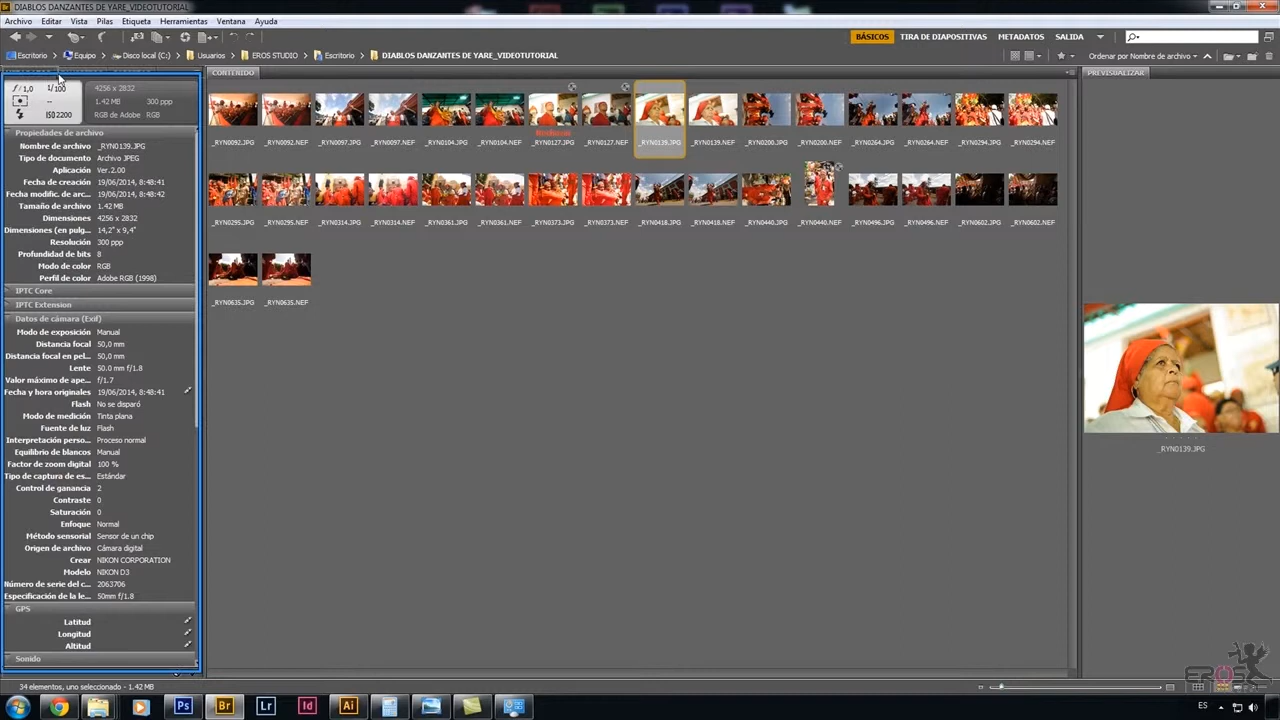 DIABLOS DANZANTES DE YARE_VIDEOTUTORIAL
Archivo Editar Vista Pilas Etiqueta Herramientas Ventana Ayuda
BÁSICOS TIRA DE DIAPOSITIVAS METADATOS SALIDA
Escritorio Equipo Disco local (C:) Usuarios EROS STUDIO Escritorio DIABLOS DANZANTES DE YARE_VIDEOTUTORIAL Ordenar por Nombre de archivo
CONTENIDO
PREVISUALIZAR
f/ 1,0 1/100
--
ISO2200
4256 x 2832
1.42 MB 300 ppp
RGB de Adobe RGB
Propiedades de archivo
Nombre de archivo _RYN0139.JPG
Tipo de documento Archivo JPEG
Aplicación Ver.2.00
Fecha de creación 19/06/2014, 8:48:41
Fecha modific. de arc... 19/06/2014, 8:48:42
Tamaño de archivo 1.42 MB
Dimensiones 4256 x 2832
Dimensiones (en pulg... 14,2" x 9,4"
Resolución 300 ppp
Profundidad de bits 8
Modo de color RGB
Perfil de color Adobe RGB (1998)
IPTC Core
IPTC Extension
Datos de cámara (Exif)
Modo de exposición Manual
Distancia focal 50,0 mm
Distancia focal en pel... 50,0 mm
Lente 50.0 mm f/1.8
Valor máximo de ape... f/1.7
Fecha y hora originales 19/06/2014, 8:48:41
Flash No se disparó
Modo de medición Tinta plana
Fuente de luz Flash
Interpretación perso... Proceso normal
Equilibrio de blancos Manual
Factor de zoom digital 100 %
Tipo de captura de es... Estándar
Control de ganancia 2
Contraste 0
Saturación 0
Enfoque Normal
Método sensorial Sensor de un chip
Origen de archivo Cámara digital
Crear NIKON CORPORATION
Modelo NIKON D3
Número de serie del c... 2063706
Especificación de la le... 50mm f/1.8
GPS
Latitud
Longitud
Altitud
Sonido
_RYN0092.JPG _RYN0092.NEF _RYN0097.JPG _RYN0097.NEF _RYN0104.JPG _RYN0104.NEF _RYN0127.JPG _RYN0127.NEF _RYN0139.JPG _RYN0139.NEF _RYN0200.JPG _RYN0200.NEF _RYN0264.JPG _RYN0264.NEF _RYN0294.JPG _RYN0294.NEF
_RYN0295.JPG _RYN0295.NEF _RYN0314.JPG _RYN0314.NEF _RYN0361.JPG _RYN0361.NEF _RYN0373.JPG _RYN0373.NEF _RYN0418.JPG _RYN0418.NEF _RYN0440.JPG _RYN0440.NEF _RYN0496.JPG _RYN0496.NEF _RYN0602.JPG _RYN0602.NEF
_RYN0635.JPG _RYN0635.NEF
_RYN0139.JPG
34 elementos, uno seleccionado - 1.42 MB
EROS
Ps Br Lr Id Ai
ES